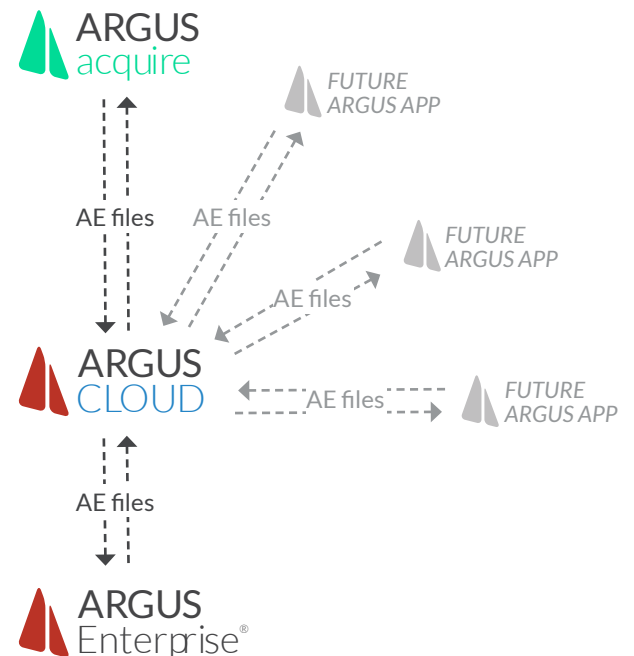 ARGUS
acquire
FUTURE
ARGUS APP
AE files
AE files
FUTURE
ARGUS APP
AE files
ARGUS
CLOUD
AE files
FUTURE
ARGUS APP
AE files
ARGUS
Enterprise®